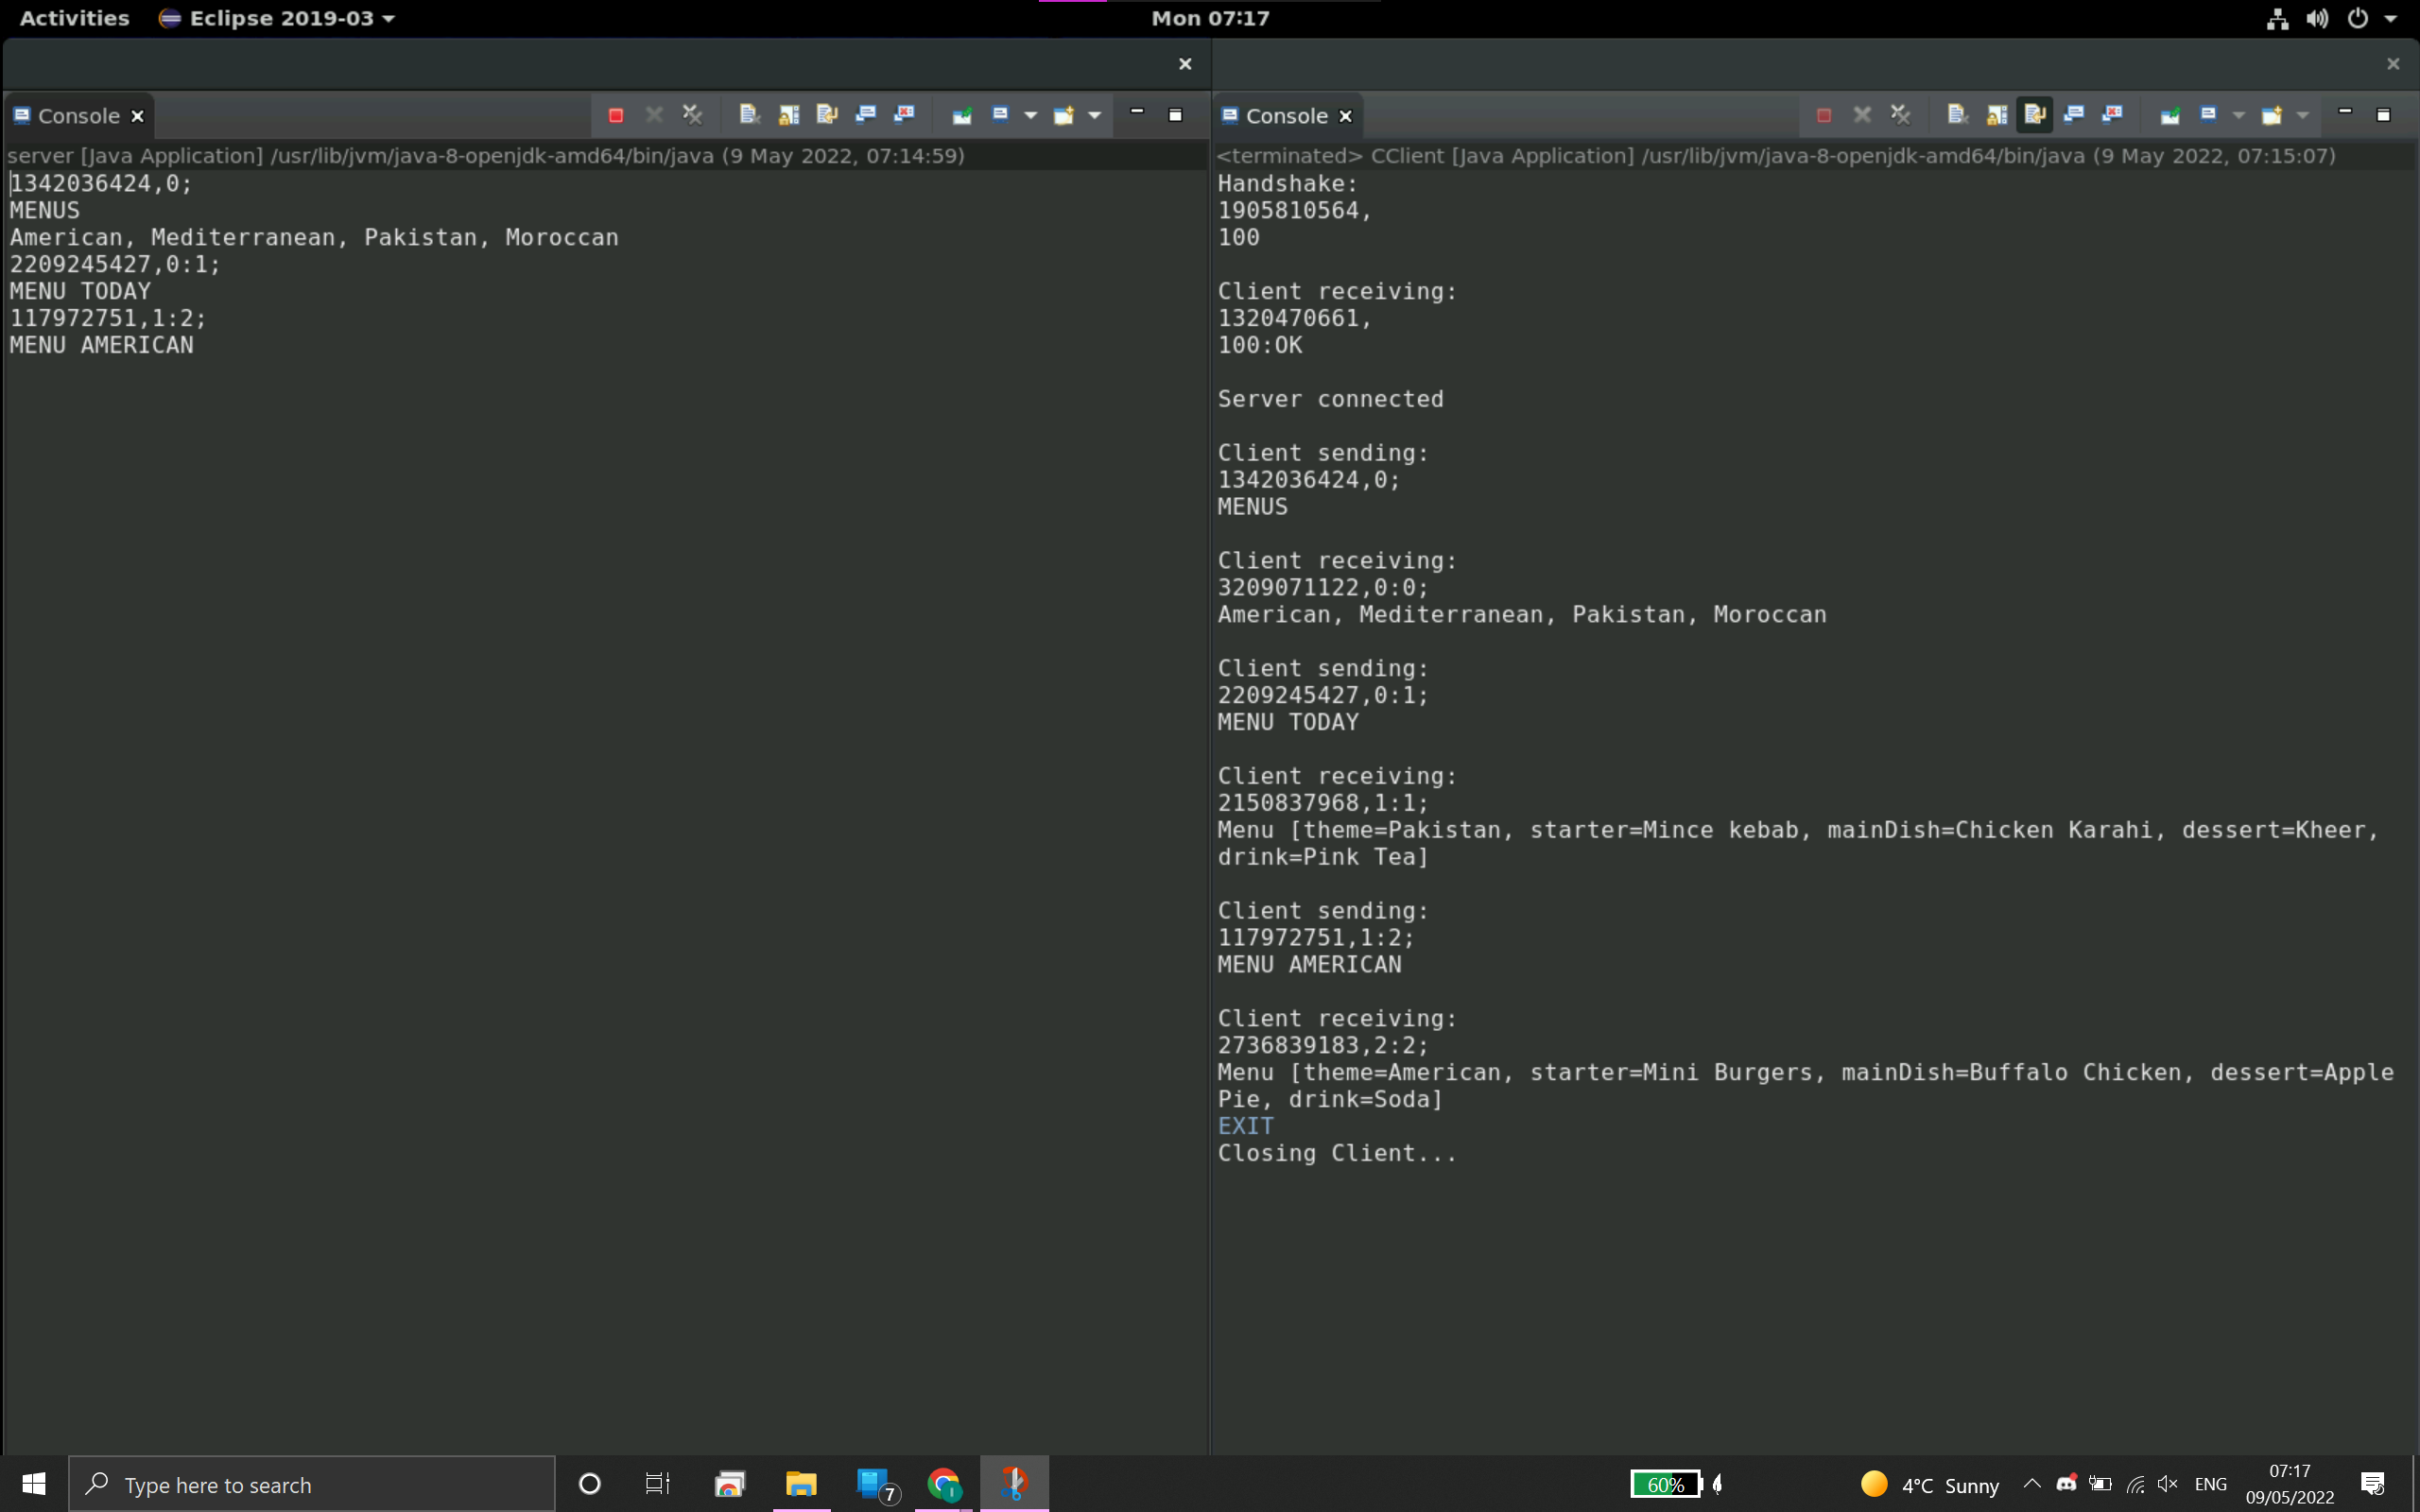 Activities Eclipse 2019-03 Mon 07:17
Console
server [Java Application] /usr/lib/jvm/java-8-openjdk-amd64/bin/java (9 May 2022, 07:14:59)
1342036424,0;
MENUS
American, Mediterranean, Pakistan, Moroccan
2209245427,0:1;
MENU TODAY
117972751,1:2;
MENU AMERICAN
Console
<terminated> CClient [Java Application] /usr/lib/jvm/java-8-openjdk-amd64/bin/java (9 May 2022, 07:15:07)
Handshake:
1905810564,
100
Client receiving:
1320470661,
100:OK
Server connected
Client sending:
1342036424,0;
MENUS
Client receiving:
3209071122,0:0;
American, Mediterranean, Pakistan, Moroccan
Client sending:
2209245427,0:1;
MENU TODAY
Client receiving:
2150837968,1:1;
Menu [theme=Pakistan, starter=Mince kebab, mainDish=Chicken Karahi, dessert=Kheer,
drink=Pink Tea]
Client sending:
117972751,1:2;
MENU AMERICAN
Client receiving:
2736839183,2:2;
Menu [theme=American, starter=Mini Burgers, mainDish=Buffalo Chicken, dessert=Apple
Pie, drink=Soda]
EXIT
Closing Client...
Type here to search
7
I
60%
4°C Sunny
ENG
07:17
09/05/2022